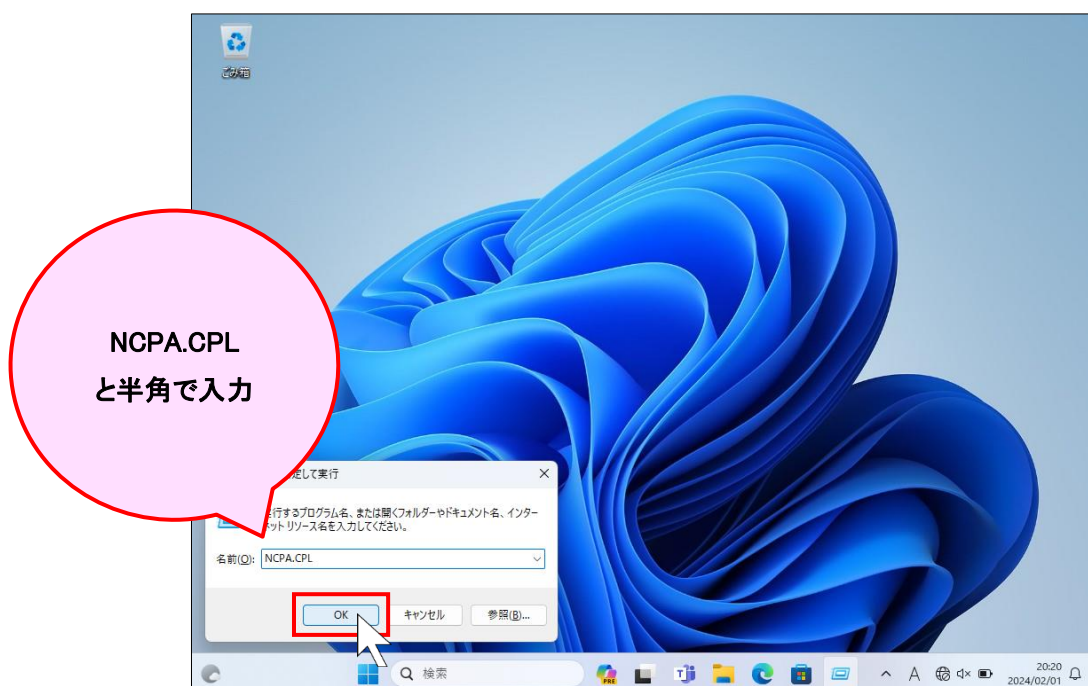 ごみ箱
NCPA.CPL
と半角で入力
定して実行
行するプログラム名、または開くフォルダーやドキュメント名、インター
ネット リソース名を入力してください。
名前(O): NCPA.CPL
OK キャンセル 参照(B)...
検索
PRE
A
20:20
2024/02/01